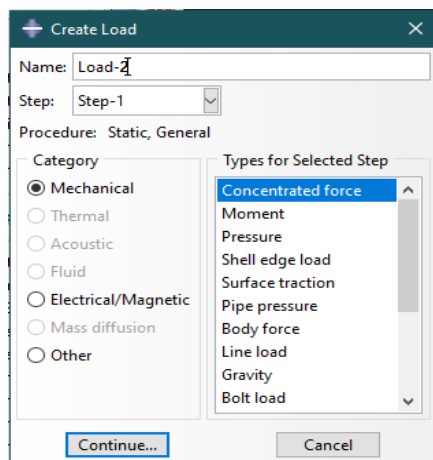 Create Load
Name: Load-2
Step: Step-1
Procedure: Static, General
Category
Mechanical
Thermal
Acoustic
Fluid
Electrical/Magnetic
Mass diffusion
Other
Types for Selected Step
Concentrated force
Moment
Pressure
Shell edge load
Surface traction
Pipe pressure
Body force
Line load
Gravity
Bolt load
Continue...
Cancel